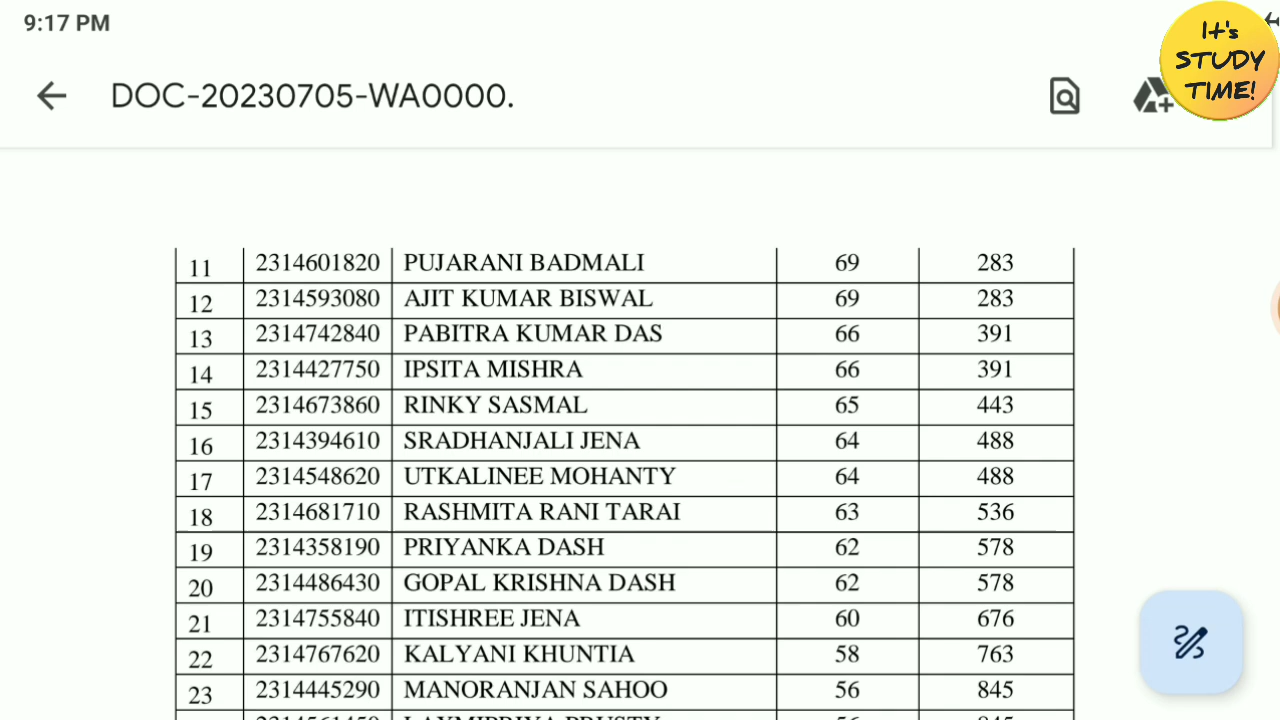 9:17 PM
It's
STUDY
TIME!
DOC-20230705-WA0000.
11 2314601820 PUJARANI BADMALI 69 283
12 2314593080 AJIT KUMAR BISWAL 69 283
13 2314742840 PABITRA KUMAR DAS 66 391
14 2314427750 IPSITA MISHRA 66 391
15 2314673860 RINKY SASMAL 65 443
16 2314394610 SRADHANJALI JENA 64 488
17 2314548620 UTKALINEE MOHANTY 64 488
18 2314681710 RASHMITA RANI TARAI 63 536
19 2314358190 PRIYANKA DASH 62 578
20 2314486430 GOPAL KRISHNA DASH 62 578
21 2314755840 ITISHREE JENA 60 676
22 2314767620 KALYANI KHUNTIA 58 763
23 2314445290 MANORANJAN SAHOO 56 845